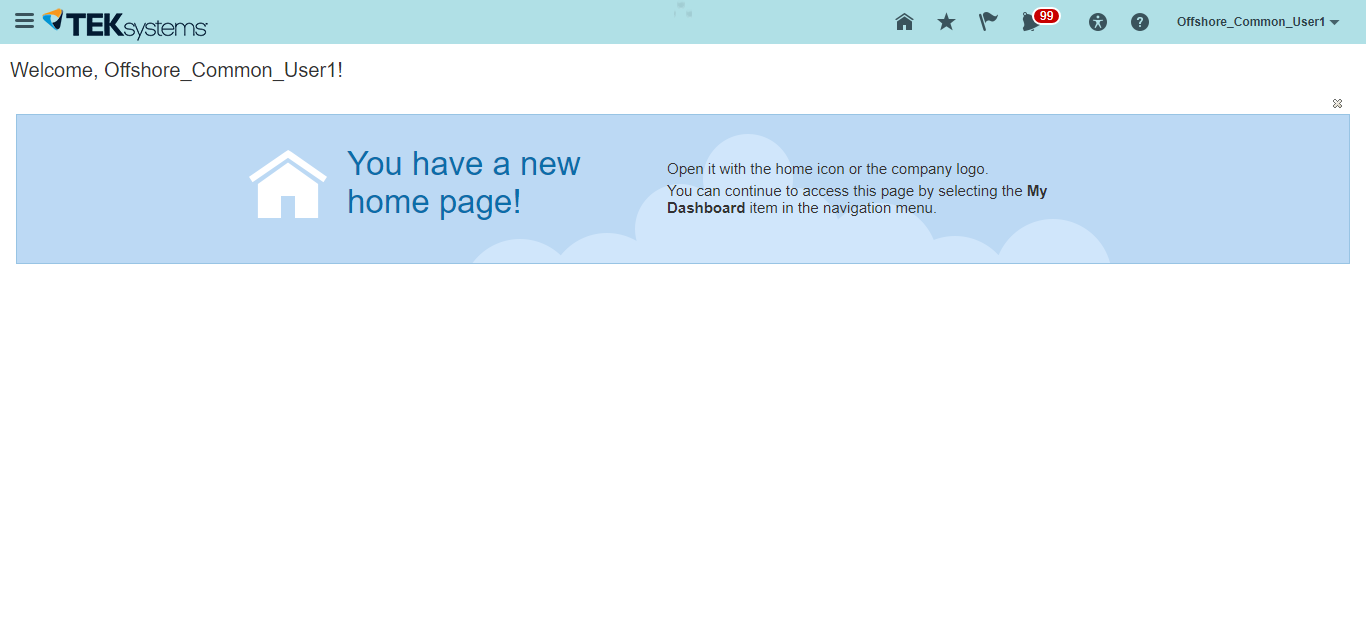 TEKsystems
99
?
Offshore_Common_User1
Welcome, Offshore_Common_User1!
You have a new
home page!
Open it with the home icon or the company logo.
You can continue to access this page by selecting the My
Dashboard item in the navigation menu.